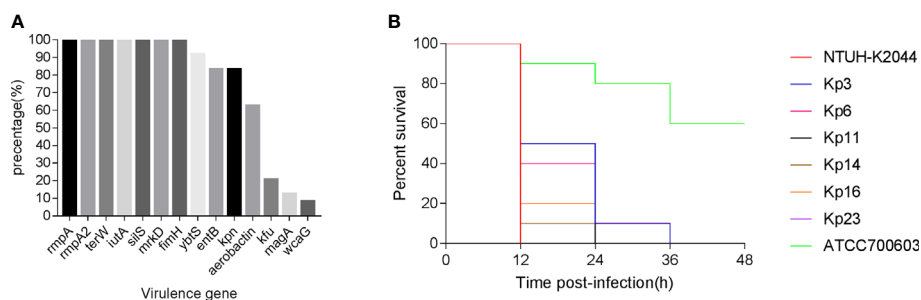 A
precentage(%)
100
90
80
70
60
50
40
30
20
10
0
rmpA
rmpA2
terW
iutA
silS
mrkD
fimH
ybtS
entB
kpn
aerobactin
kfu
magA
wcaG
Virulence gene
B
Percent survival
100
80
60
40
20
0
0
12
24
36
48
Time post-infection(h)
NTUH-K2044
Kp3
Kp6
Kp11
Kp14
Kp16
Kp23
ATCC700603